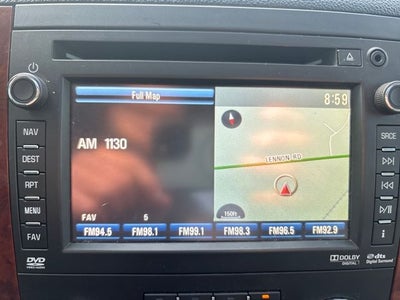 Full Map
8:59
AM 1130
LENNON RD
FAV 5
150ft
FM94.5 FM98.1 FM99.1 FM98.3 FM96.5 FM92.9
NAV
DEST
RPT
MENU
FAV
SRCE
i
DVD
DOLBY
DIGITAL
dts
Digital Surround